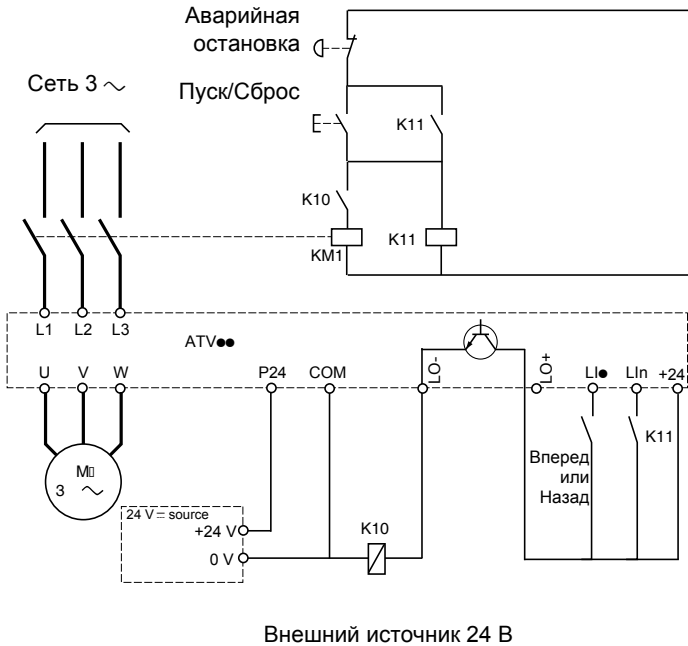 Аварийная
остановка
Сеть 3
Пуск/Сброс
K11
K10
KM1
K11
L1 L2 L3
ATV●●
LO-
LO+
U V W
P24 COM
LI● LIn +24
K11
Вперед
или
Назад
M
3
24 V = source
+24 V
0 V
K10
Внешний источник 24 В